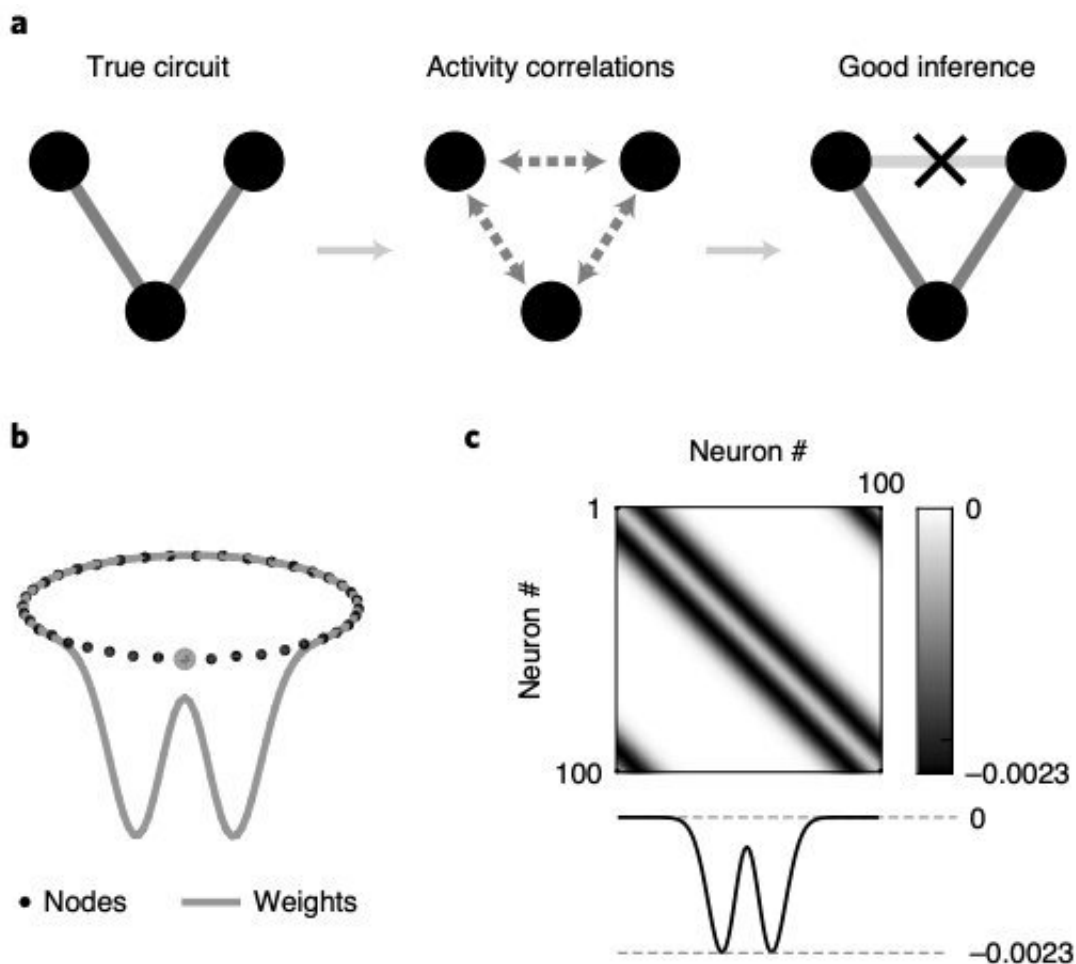 a
True circuit
Activity correlations
Good inference
b
Nodes
Weights
c
Neuron #
100
1
0
Neuron #
100
−0.0023
0
−0.0023